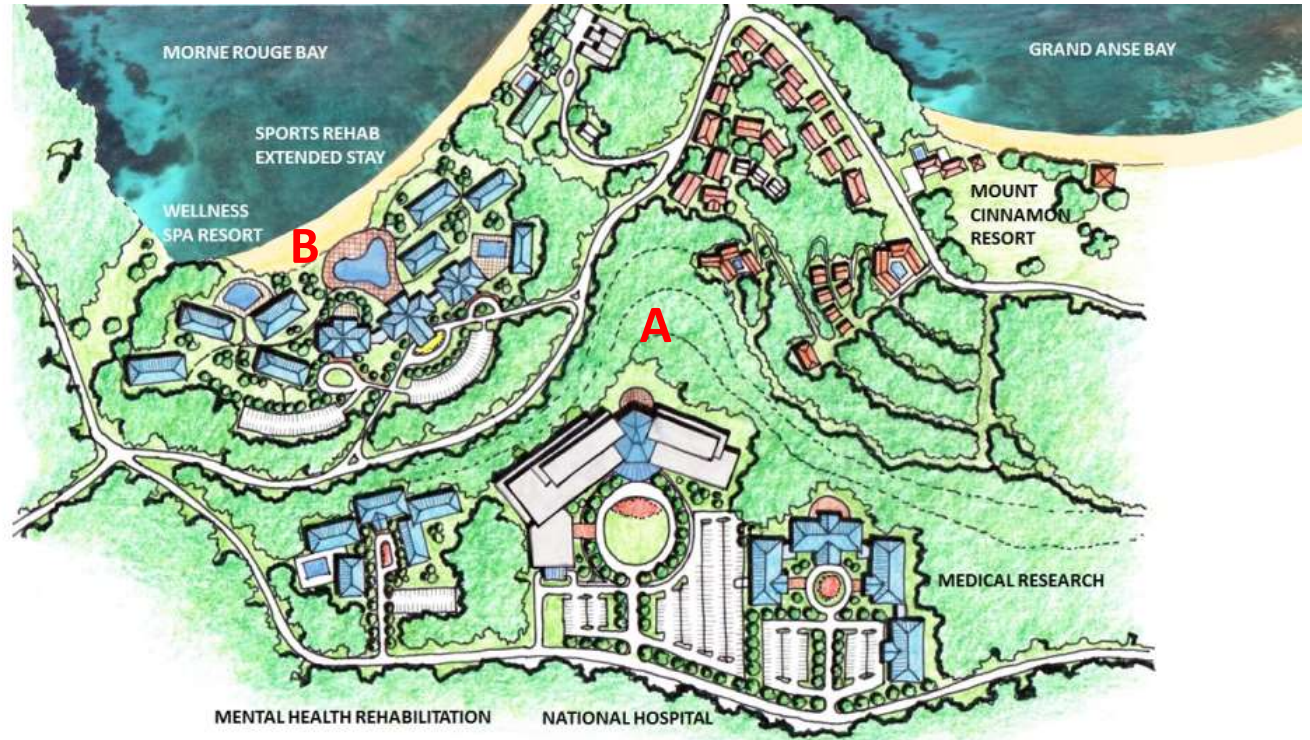 MORNE ROUGE BAY
GRAND ANSE BAY
SPORTS REHAB
EXTENDED STAY
WELLNESS
SPA RESORT
B
MOUNT
CINNAMON
RESORT
A
MEDICAL RESEARCH
MENTAL HEALTH REHABILITATION
NATIONAL HOSPITAL